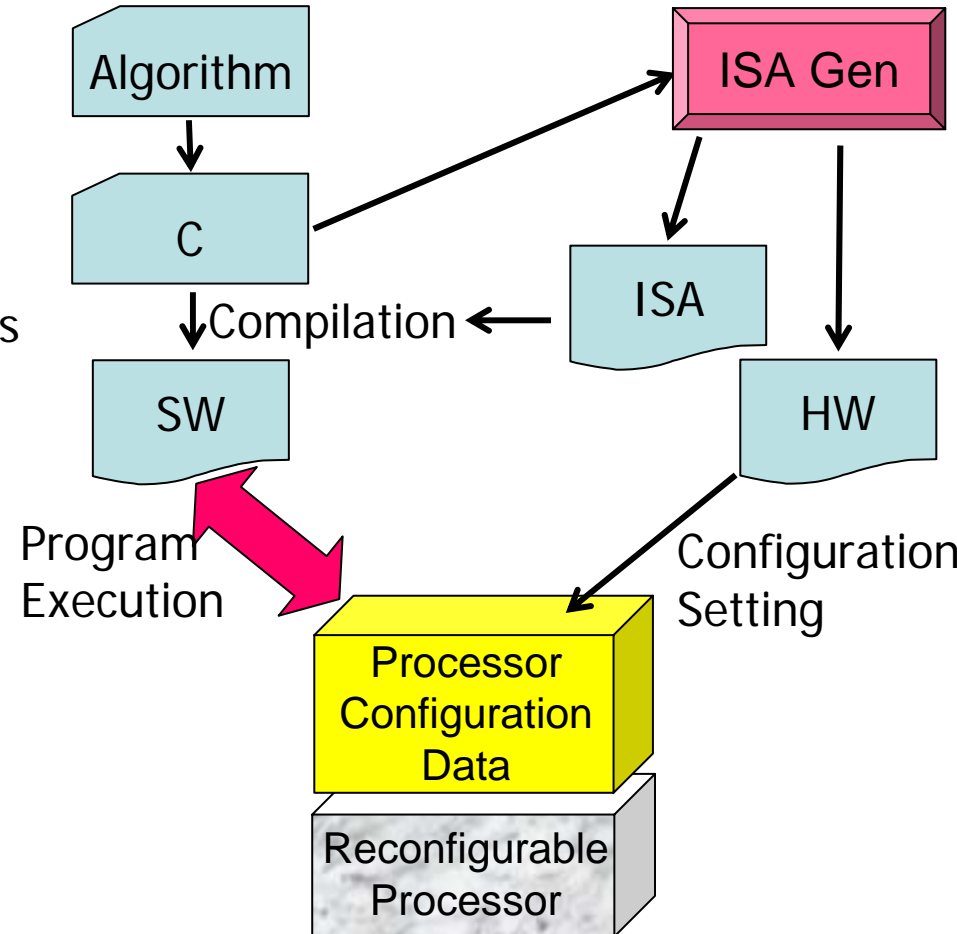 Algorithm
ISA Gen
C
ISA
s
Compilation
SW
HW
Program
Execution
Configuration
Setting
Processor
Configuration
Data
Reconfigurable
Processor